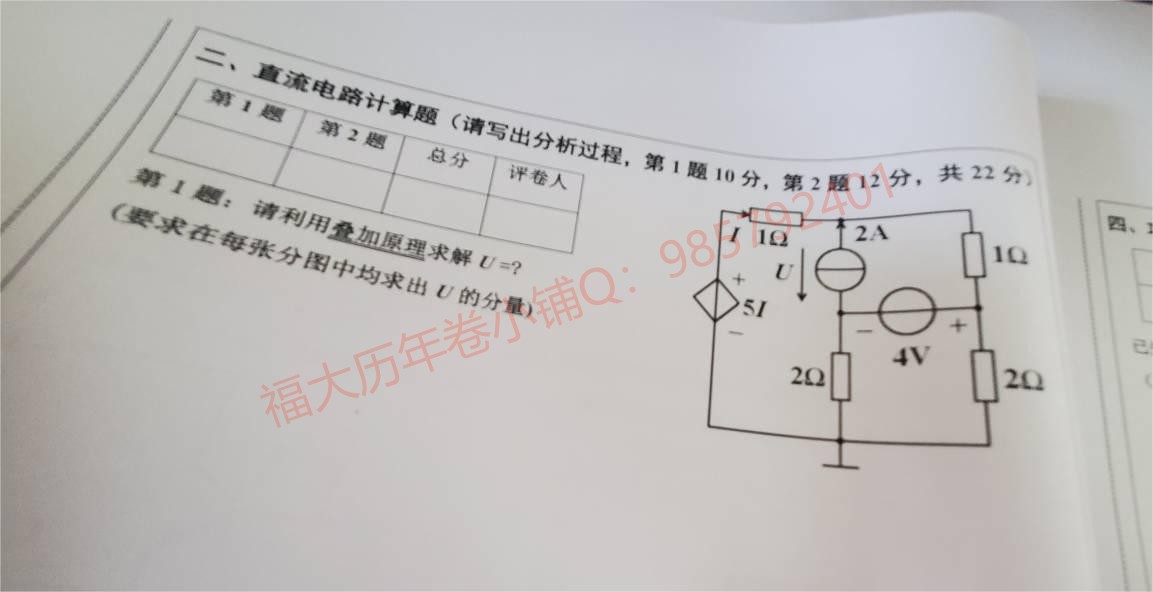 二、直流电路计算题（请写出分析过程，第 1 题 10 分，第 2 题 12 分，共 22 分）
第 1 题 第 2 题 总分 评卷人
第 1 题：请利用叠加原理求解 U =?
(要求在每张分图中均求出 U 的分量)
福大历年卷小铺Q：985792401
I 1Ω 2A
U 1Ω
+
5I
−
− +
4V
2Ω 2Ω
四、